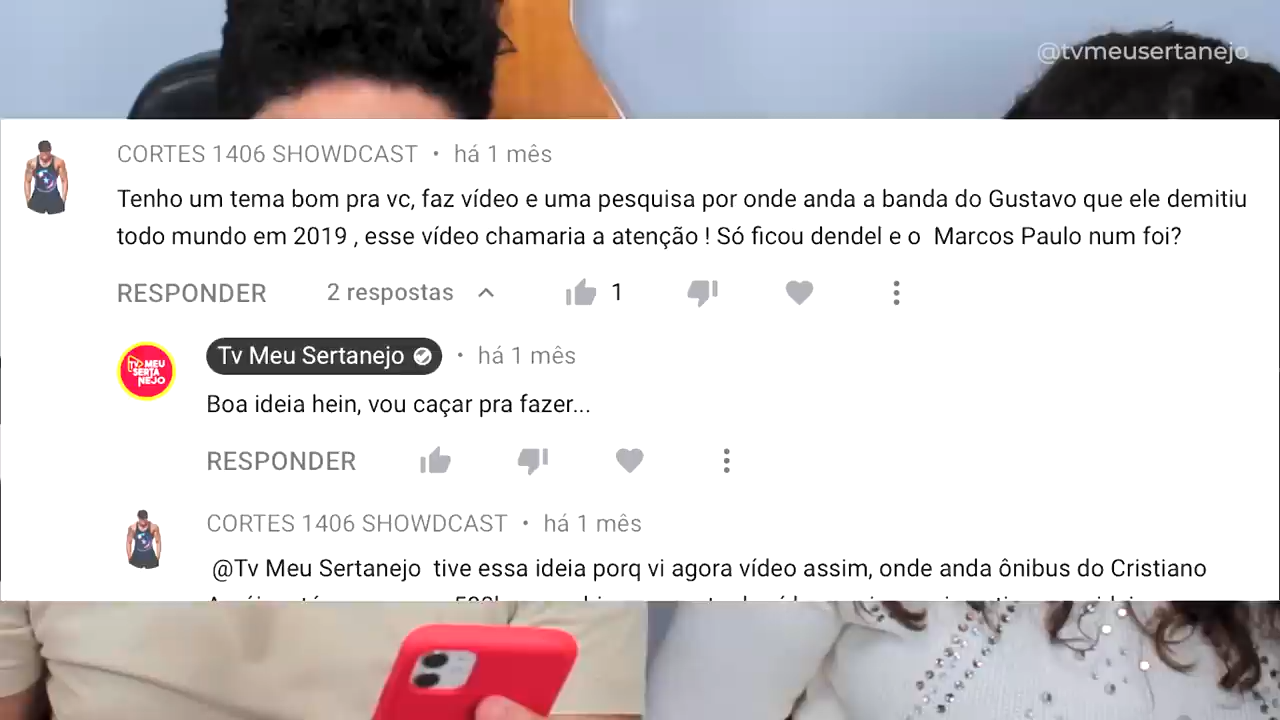 @tvmeusertanejo
CORTES 1406 SHOWDCAST • há 1 mês
Tenho um tema bom pra vc, faz vídeo e uma pesquisa por onde anda a banda do Gustavo que ele demitiu
todo mundo em 2019 , esse vídeo chamaria a atenção ! Só ficou dendel e o Marcos Paulo num foi?
RESPONDER 2 respostas 1
TV MEU
SERTA
NEJO
Tv Meu Sertanejo • há 1 mês
Boa ideia hein, vou caçar pra fazer...
RESPONDER
CORTES 1406 SHOWDCAST • há 1 mês
@Tv Meu Sertanejo tive essa ideia porq vi agora vídeo assim, onde anda ônibus do Cristiano